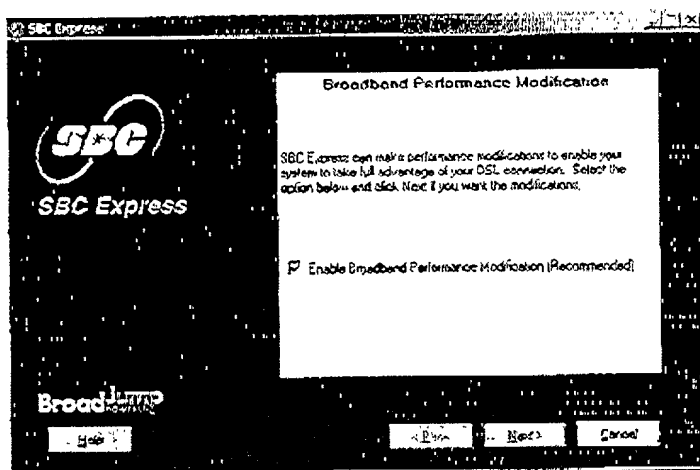 SBC Express
Broadband Performance Modification
SBC
SBC Express can make performance modifications to enable your
system to take full advantage of your DSL connection. Select the
option below and click Next if you want the modifications.
SBC Express
Enable Broadband Performance Modification (Recommended)
Broad Jump
Help
Next >
Cancel